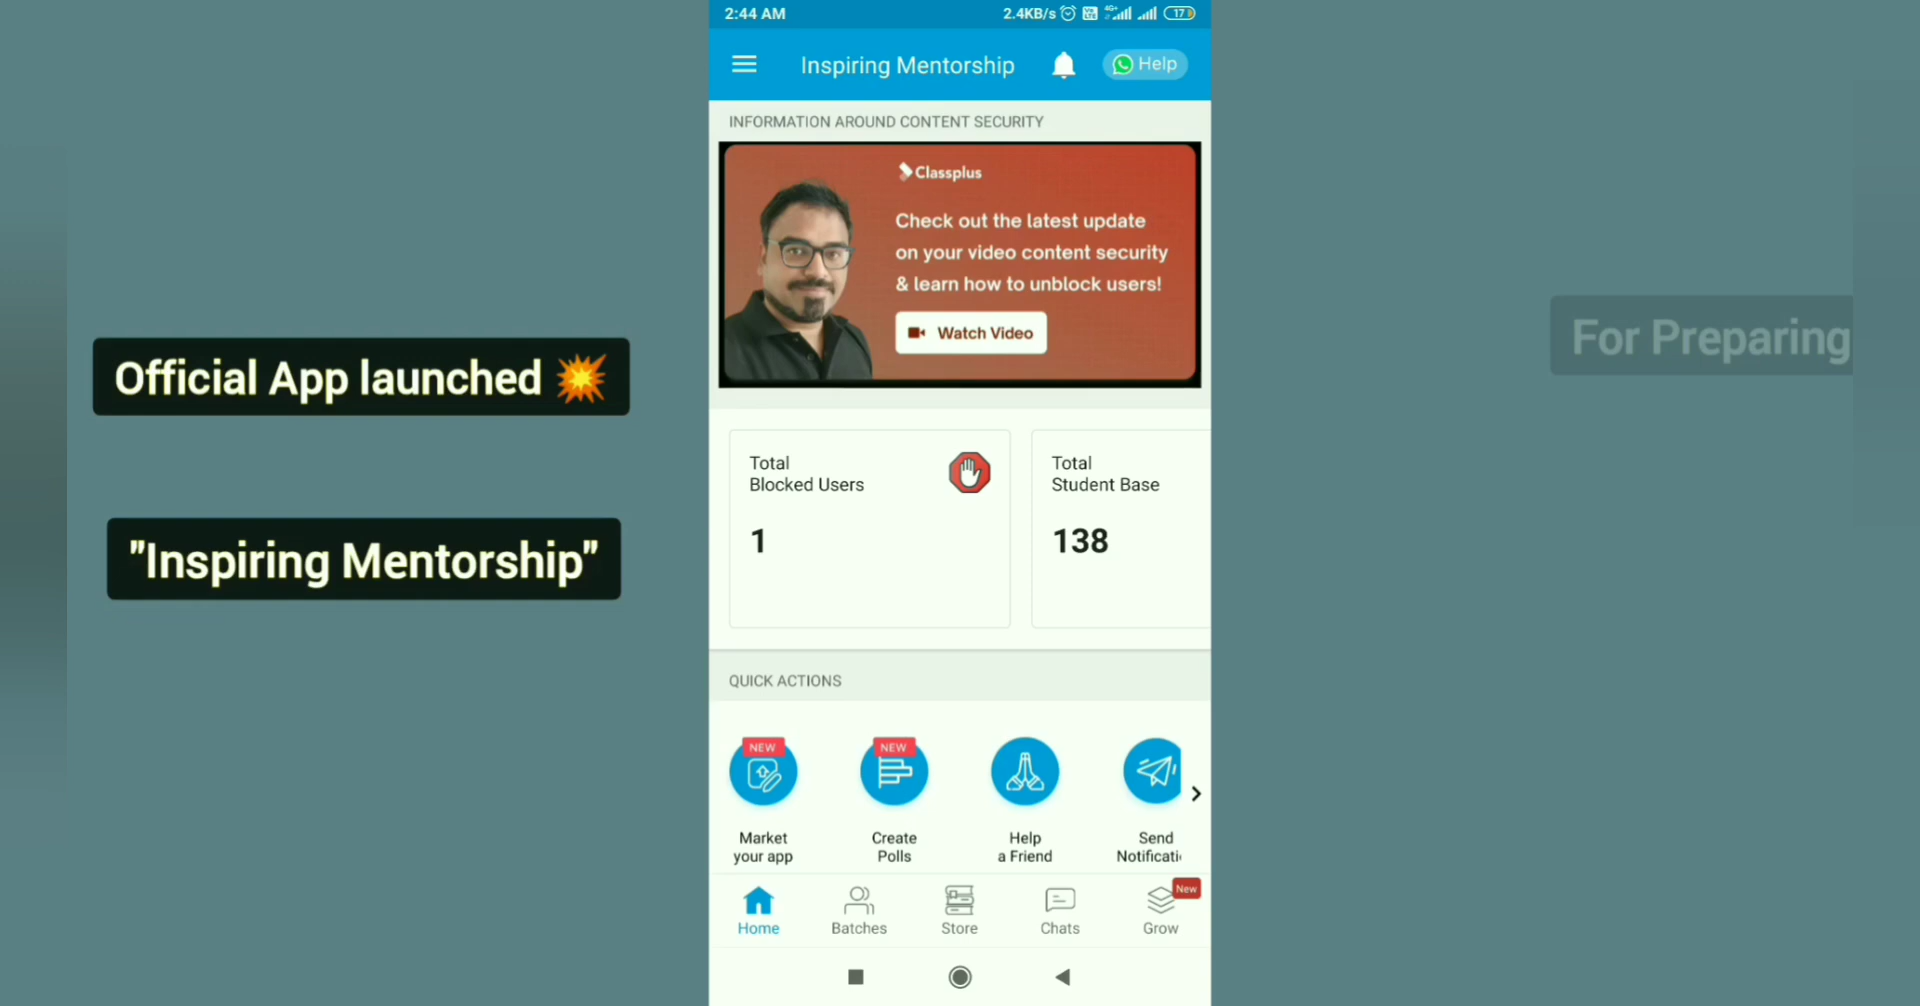 2:44 AM
2.4KB/s
4G+
17
Inspiring Mentorship
Help
INFORMATION AROUND CONTENT SECURITY
Classplus
Check out the latest update
on your video content security
& learn how to unblock users!
Watch Video
Official App launched 💥
"Inspiring Mentorship"
For Preparing
Total
Blocked Users
1
Total
Student Base
138
QUICK ACTIONS
NEW
Market
your app
NEW
Create
Polls
Help
a Friend
Send
Notificati
Home
Batches
Store
Chats
New
Grow